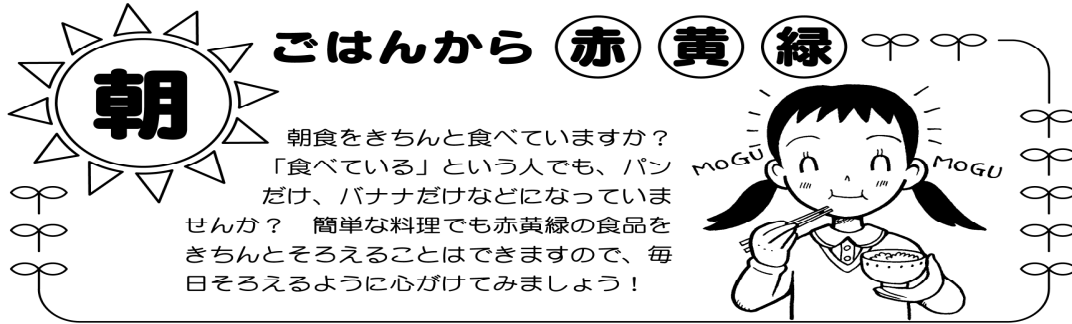 朝ごはんから赤黄緑
朝食をきちんと食べていますか？
「食べている」という人でも、パン
だけ、バナナだけなどになっていま
せんか？　簡単な料理でも赤黄緑の食品を
きちんとそろえることはできますので、毎
日そろえるように心がけてみましょう！
MOGU
MOGU